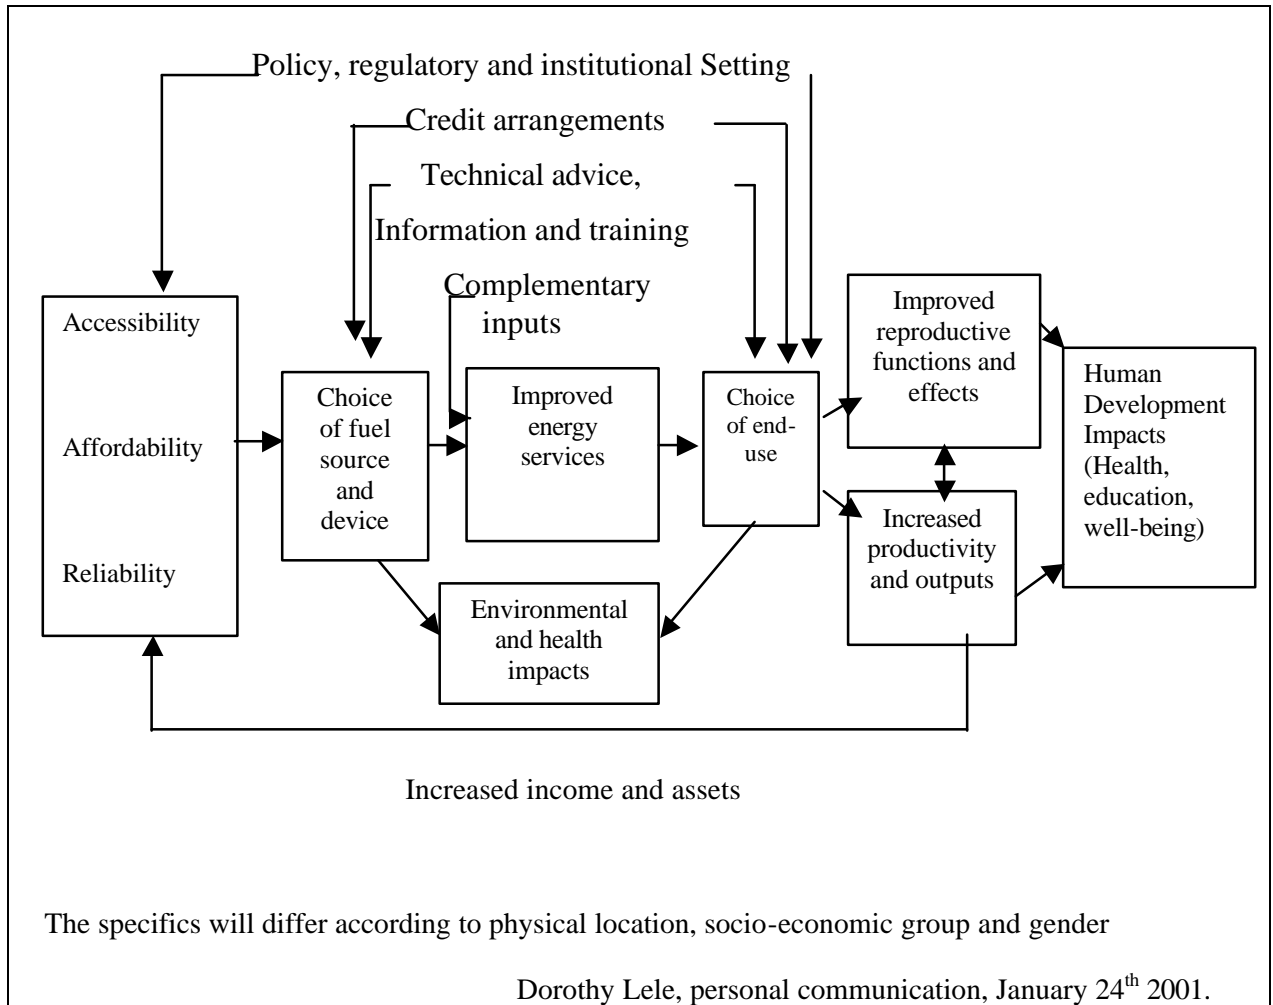 Policy, regulatory and institutional Setting
Credit arrangements
Technical advice,
Information and training
Complementary
inputs
Accessibility
Affordability
Reliability
Choice
of fuel
source
and
device
Improved
energy
services
Choice
of end-
use
Improved
reproductive
functions and
effects
Increased
productivity
and outputs
Human
Development
Impacts
(Health,
education,
well-being)
Environmental
and health
impacts
Increased income and assets
The specifics will differ according to physical location, socio-economic group and gender
Dorothy Lele, personal communication, January 24th 2001.